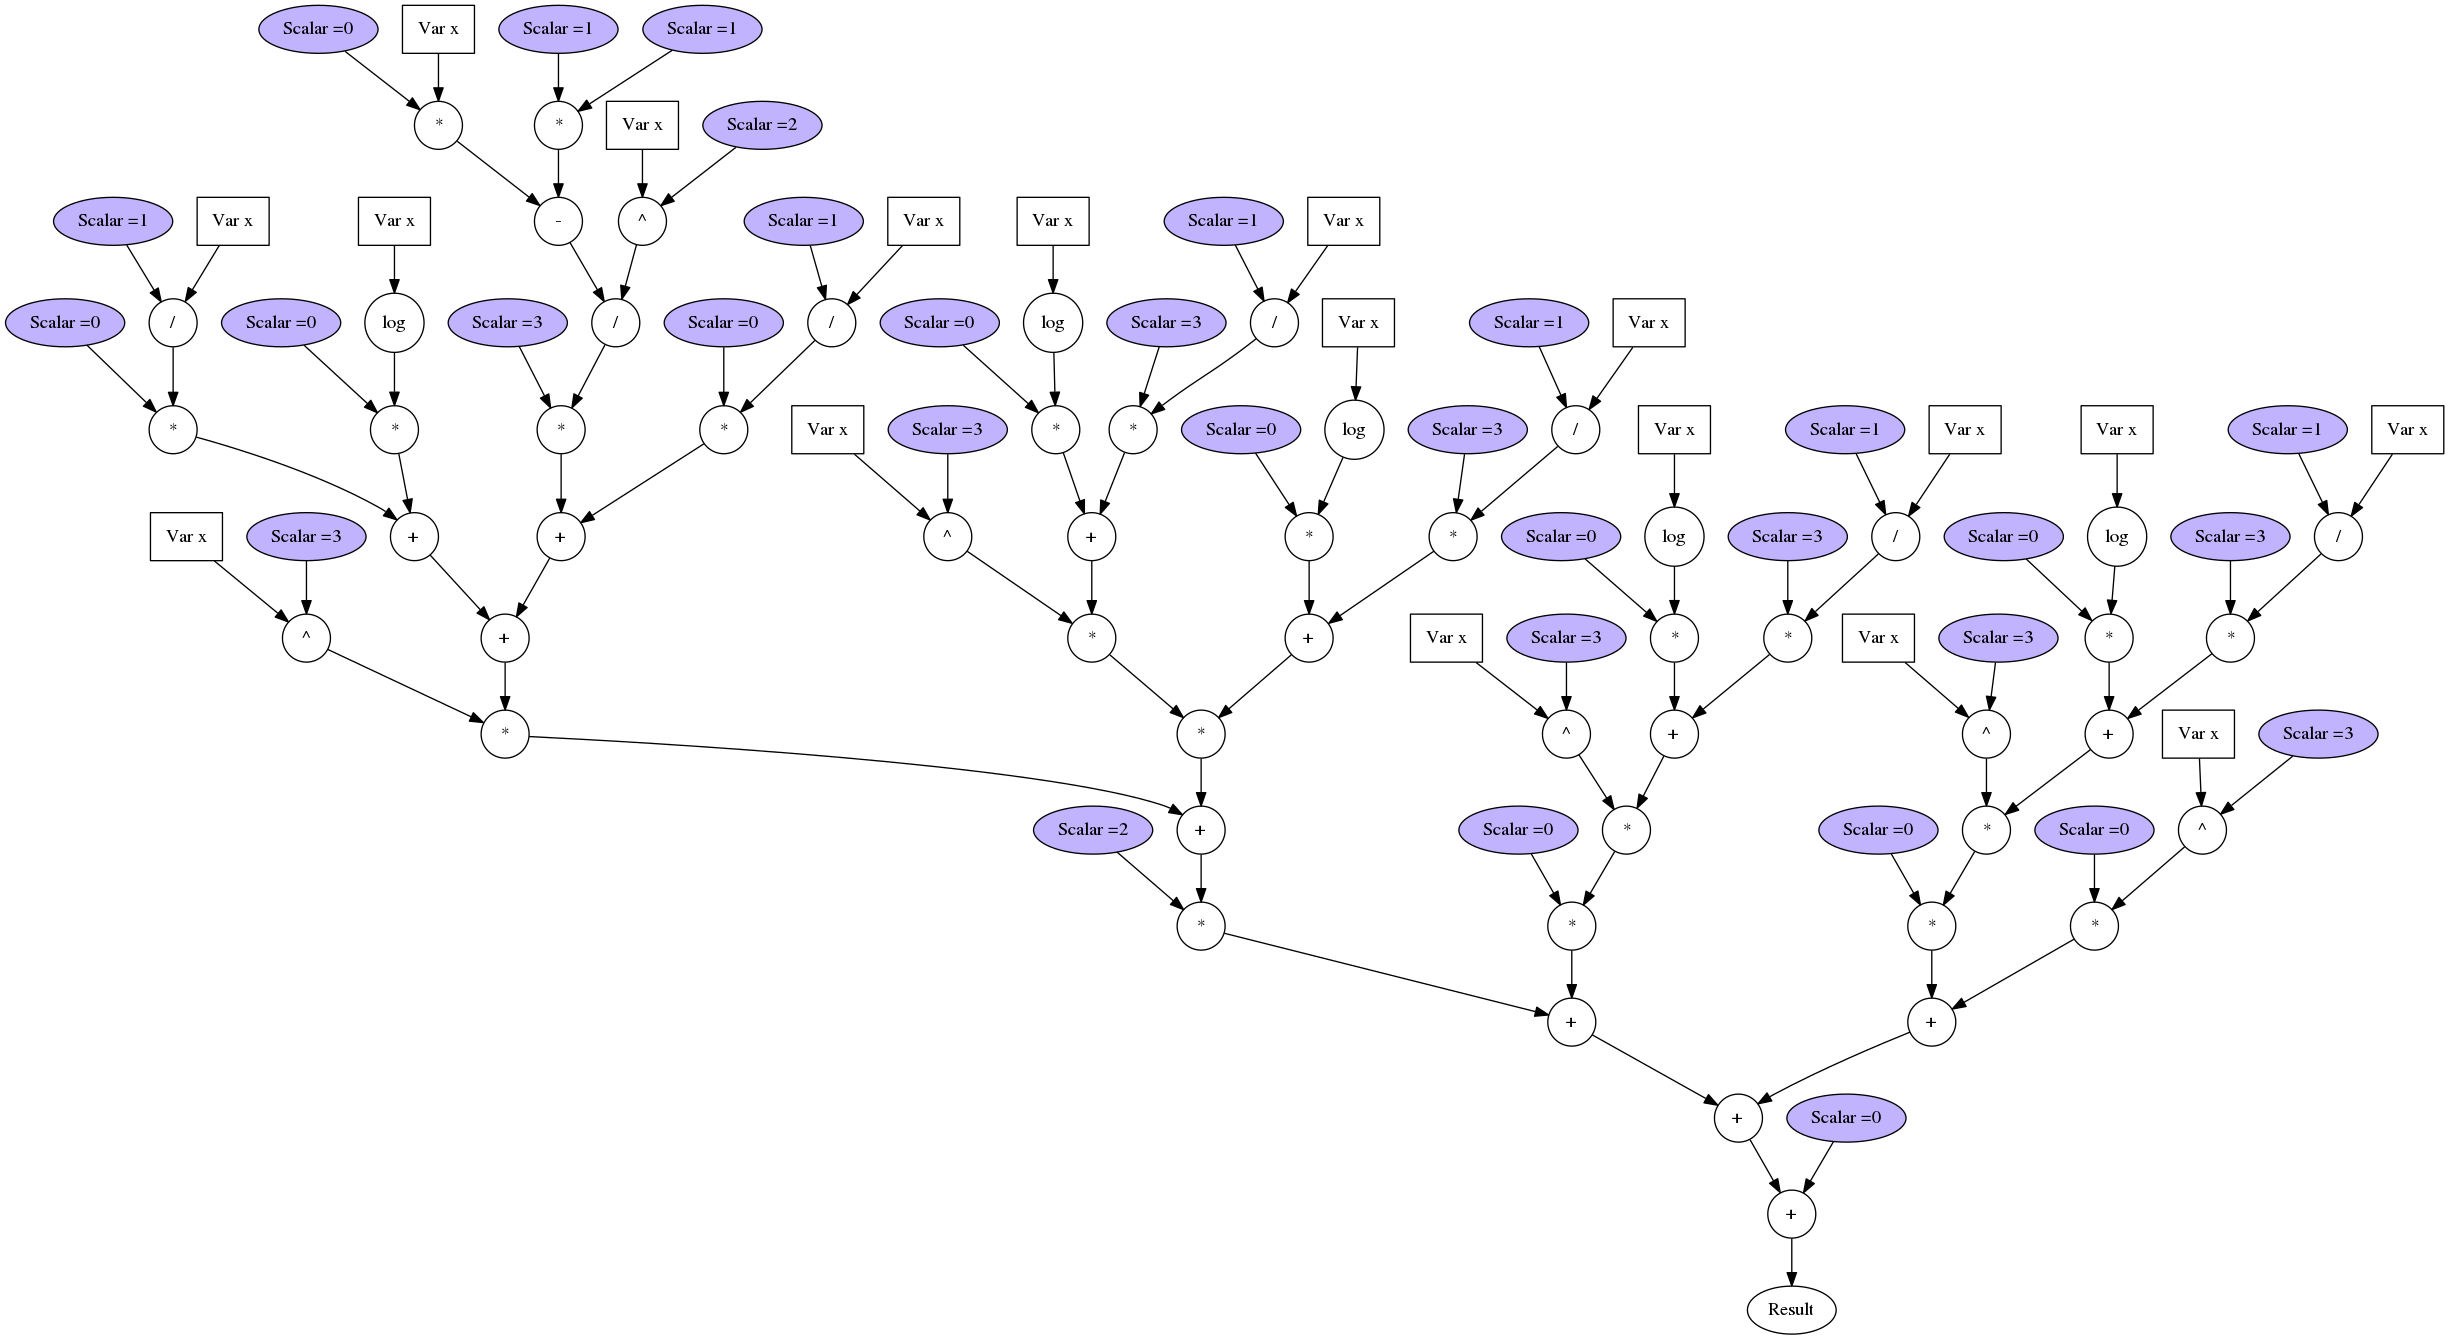 Scalar =0
Var x
Scalar =1
Scalar =1
*
*
Var x
Scalar =2
Scalar =1
Var x
Var x
-
^
Scalar =1
Var x
Var x
Scalar =1
Var x
Scalar =0
/
Scalar =0
log
Scalar =3
/
Scalar =0
/
Scalar =0
log
Scalar =3
/
Var x
Scalar =1
Var x
*
*
*
*
Var x
Scalar =3
*
*
Scalar =0
log
Scalar =3
/
Var x
Scalar =1
Var x
Var x
Scalar =1
Var x
Var x
Scalar =3
+
+
^
+
*
*
Scalar =0
log
Scalar =3
/
Scalar =0
log
Scalar =3
/
^
+
*
+
Var x
Scalar =3
*
*
Var x
Scalar =3
*
*
*
*
^
+
^
+
Var x
Scalar =3
Scalar =2
+
Scalar =0
*
Scalar =0
*
Scalar =0
^
*
*
*
*
+
+
+
Scalar =0
+
Result